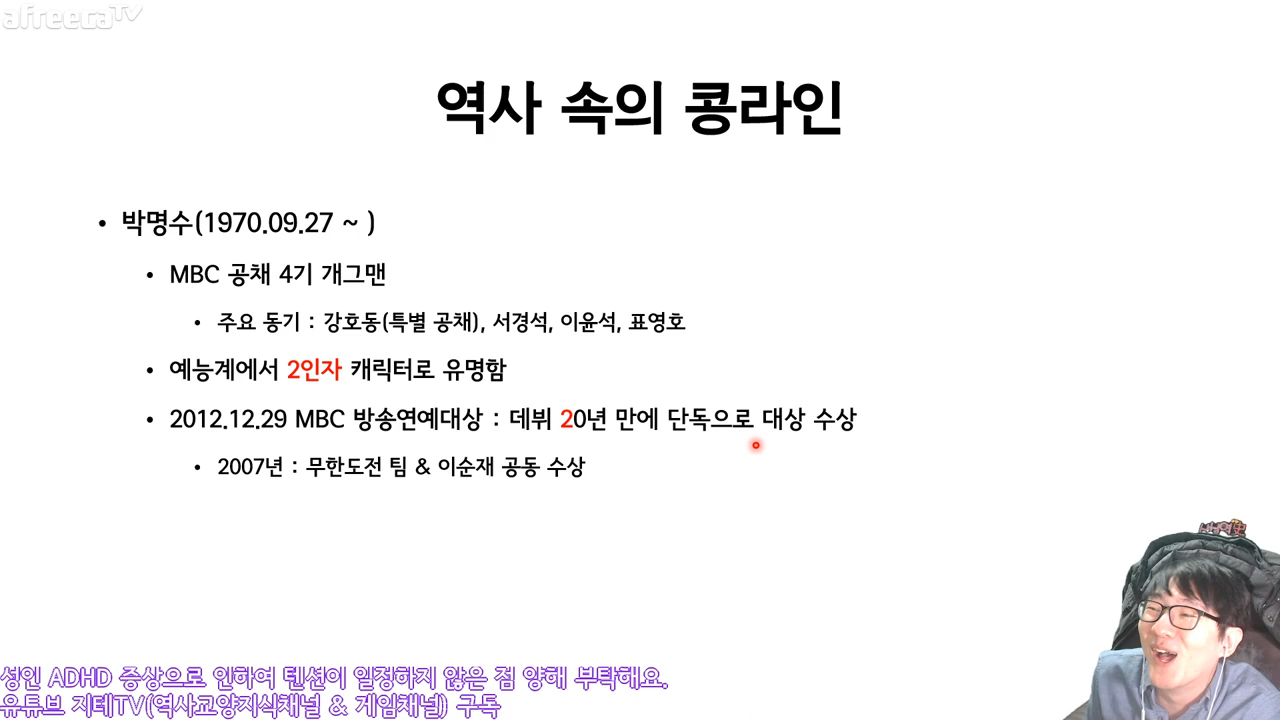 afreecaTV
역사 속의 콩라인
• 박명수(1970.09.27 ~ )
• MBC 공채 4기 개그맨
• 주요 동기 : 강호동(특별 공채), 서경석, 이윤석, 표영호
• 예능계에서 2인자 캐릭터로 유명함
• 2012.12.29 MBC 방송연예대상 : 데뷔 20년 만에 단독으로 대상 수상
• 2007년 : 무한도전 팀 & 이순재 공동 수상
성인 ADHD 증상으로 인하여 텐션이 일정하지 않은 점 양해 부탁해요.
유튜브 지테TV(역사교양지식채널 & 게임채널) 구독